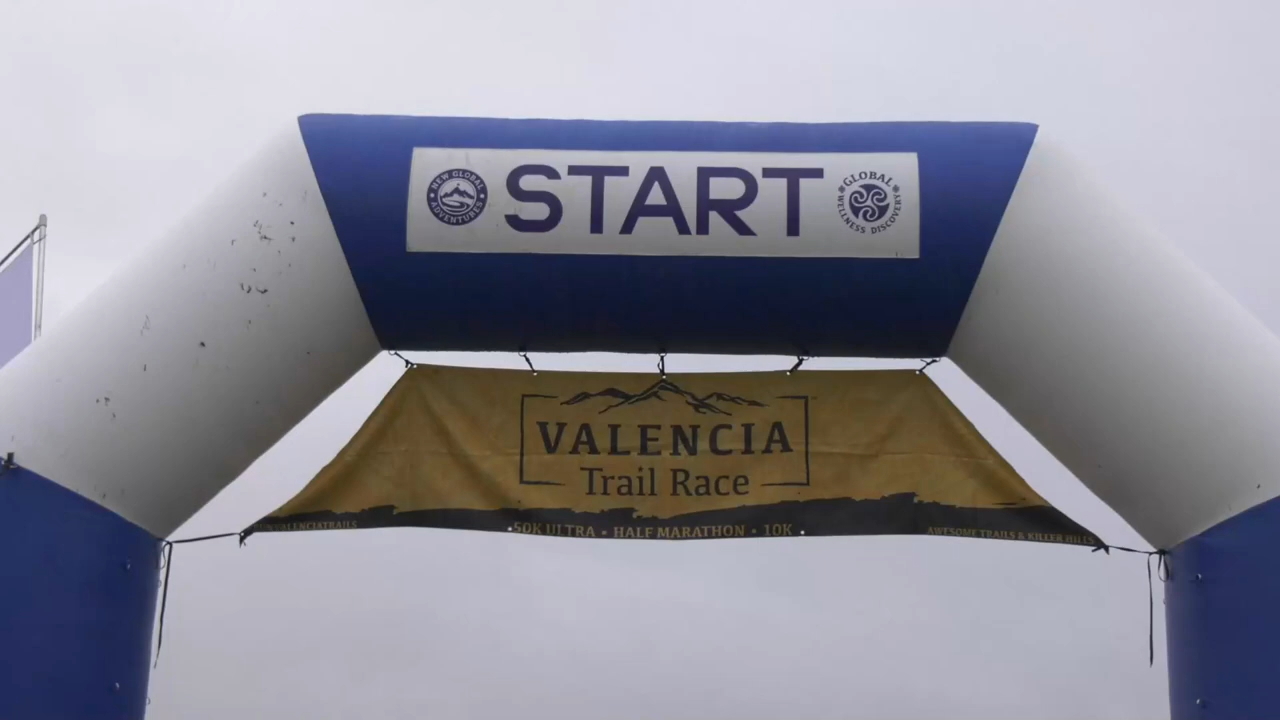 NEW GLOBAL ADVENTURES
START
GLOBAL WELLNESS DISCOVERY
VALENCIA
Trail Race
RUNVALENCIATRAILS
50K ULTRA • HALF MARATHON • 10K
AWESOME TRAILS & KILLER HILLS